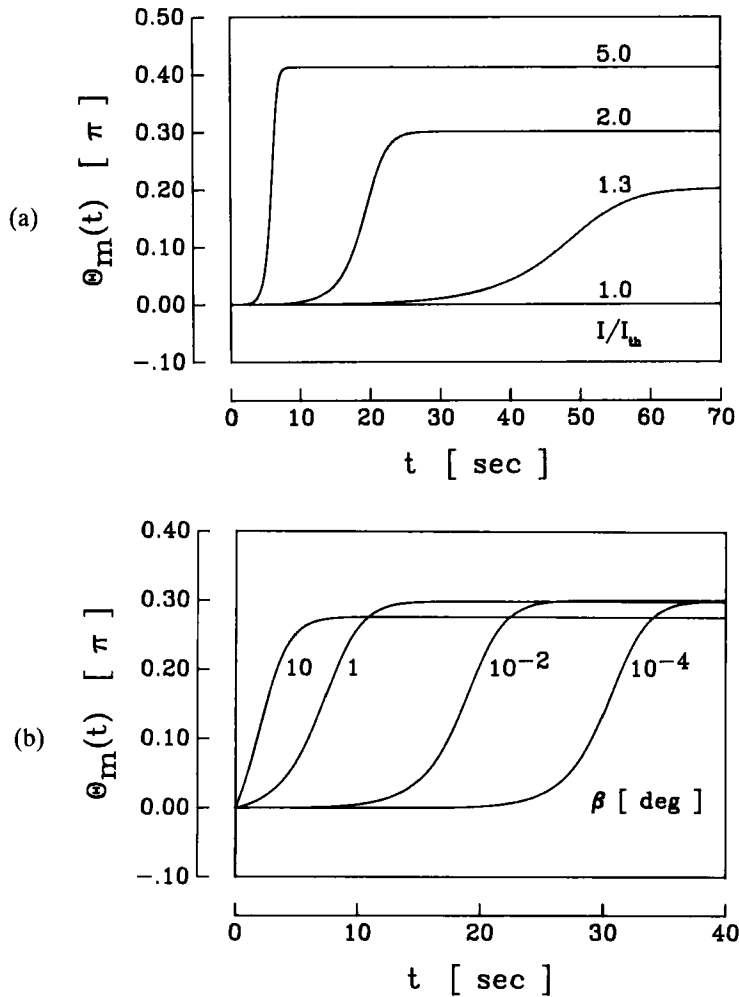 (a)
Θm(t) [ π ]
0.50
0.40
0.30
0.20
0.10
0.00
−.10
5.0
2.0
1.3
1.0
I/Ith
0 10 20 30 40 50 60 70
t [ sec ]
(b)
Θm(t) [ π ]
0.40
0.30
0.20
0.10
0.00
−.10
10 1 10−2 10−4
β [ deg ]
0 10 20 30 40
t [ sec ]